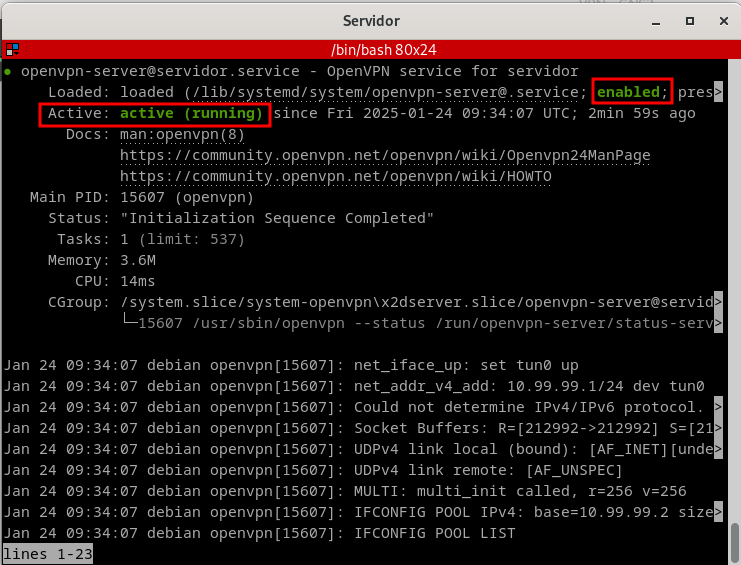 Servidor
/bin/bash 80x24
● openvpn-server@servidor.service - OpenVPN service for servidor
Loaded: loaded (/lib/systemd/system/openvpn-server@.service; enabled; pres>
Active: active (running) since Fri 2025-01-24 09:34:07 UTC; 2min 59s ago
Docs: man:openvpn(8)
https://community.openvpn.net/openvpn/wiki/Openvpn24ManPage
https://community.openvpn.net/openvpn/wiki/HOWTO
Main PID: 15607 (openvpn)
Status: "Initialization Sequence Completed"
Tasks: 1 (limit: 537)
Memory: 3.6M
CPU: 14ms
CGroup: /system.slice/system-openvpn\x2dserver.slice/openvpn-server@servid>
└─15607 /usr/sbin/openvpn --status /run/openvpn-server/status-serv>
Jan 24 09:34:07 debian openvpn[15607]: net_iface_up: set tun0 up
Jan 24 09:34:07 debian openvpn[15607]: net_addr_v4_add: 10.99.99.1/24 dev tun0
Jan 24 09:34:07 debian openvpn[15607]: Could not determine IPv4/IPv6 protocol. >
Jan 24 09:34:07 debian openvpn[15607]: Socket Buffers: R=[212992->212992] S=[21>
Jan 24 09:34:07 debian openvpn[15607]: UDPv4 link local (bound): [AF_INET][unde>
Jan 24 09:34:07 debian openvpn[15607]: UDPv4 link remote: [AF_UNSPEC]
Jan 24 09:34:07 debian openvpn[15607]: MULTI: multi_init called, r=256 v=256
Jan 24 09:34:07 debian openvpn[15607]: IFCONFIG POOL IPv4: base=10.99.99.2 size>
Jan 24 09:34:07 debian openvpn[15607]: IFCONFIG POOL LIST
lines 1-23